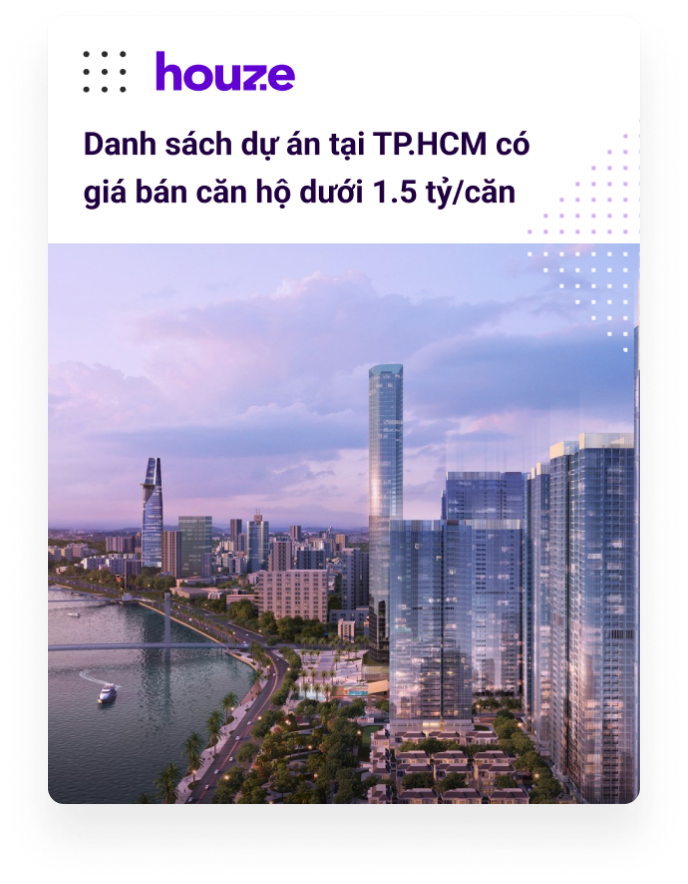 houze
Danh sách dự án tại TP.HCM có
giá bán căn hộ dưới 1.5 tỷ/căn